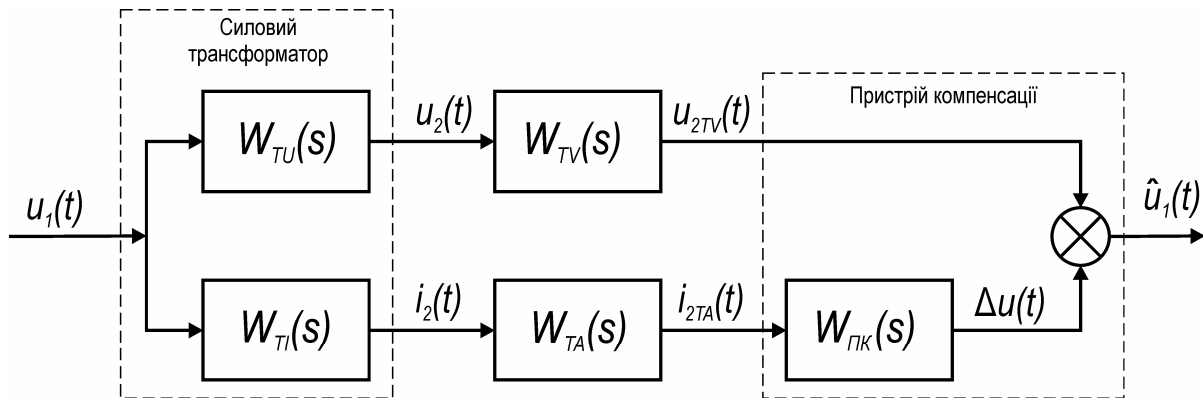 Силовий
трансформатор
Пристрій компенсації
W_TU(s)
u_2(t)
W_TV(s)
u_2TV(t)
u_1(t)
û_1(t)
W_TI(s)
i_2(t)
W_TA(s)
i_2TA(t)
W_ПК(s)
Δu(t)